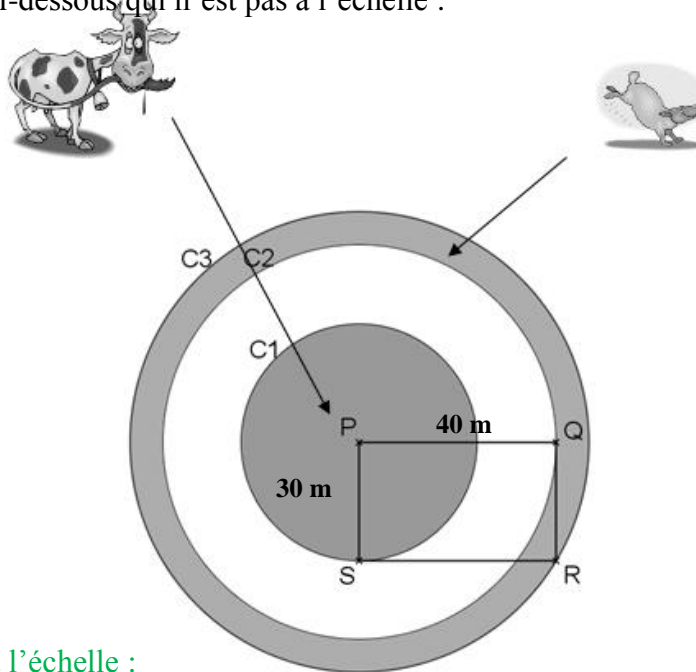 i-dessous qui n'est pas à l'échelle :
C3 C2
C1
P 40 m Q
30 m
S R
l'échelle :